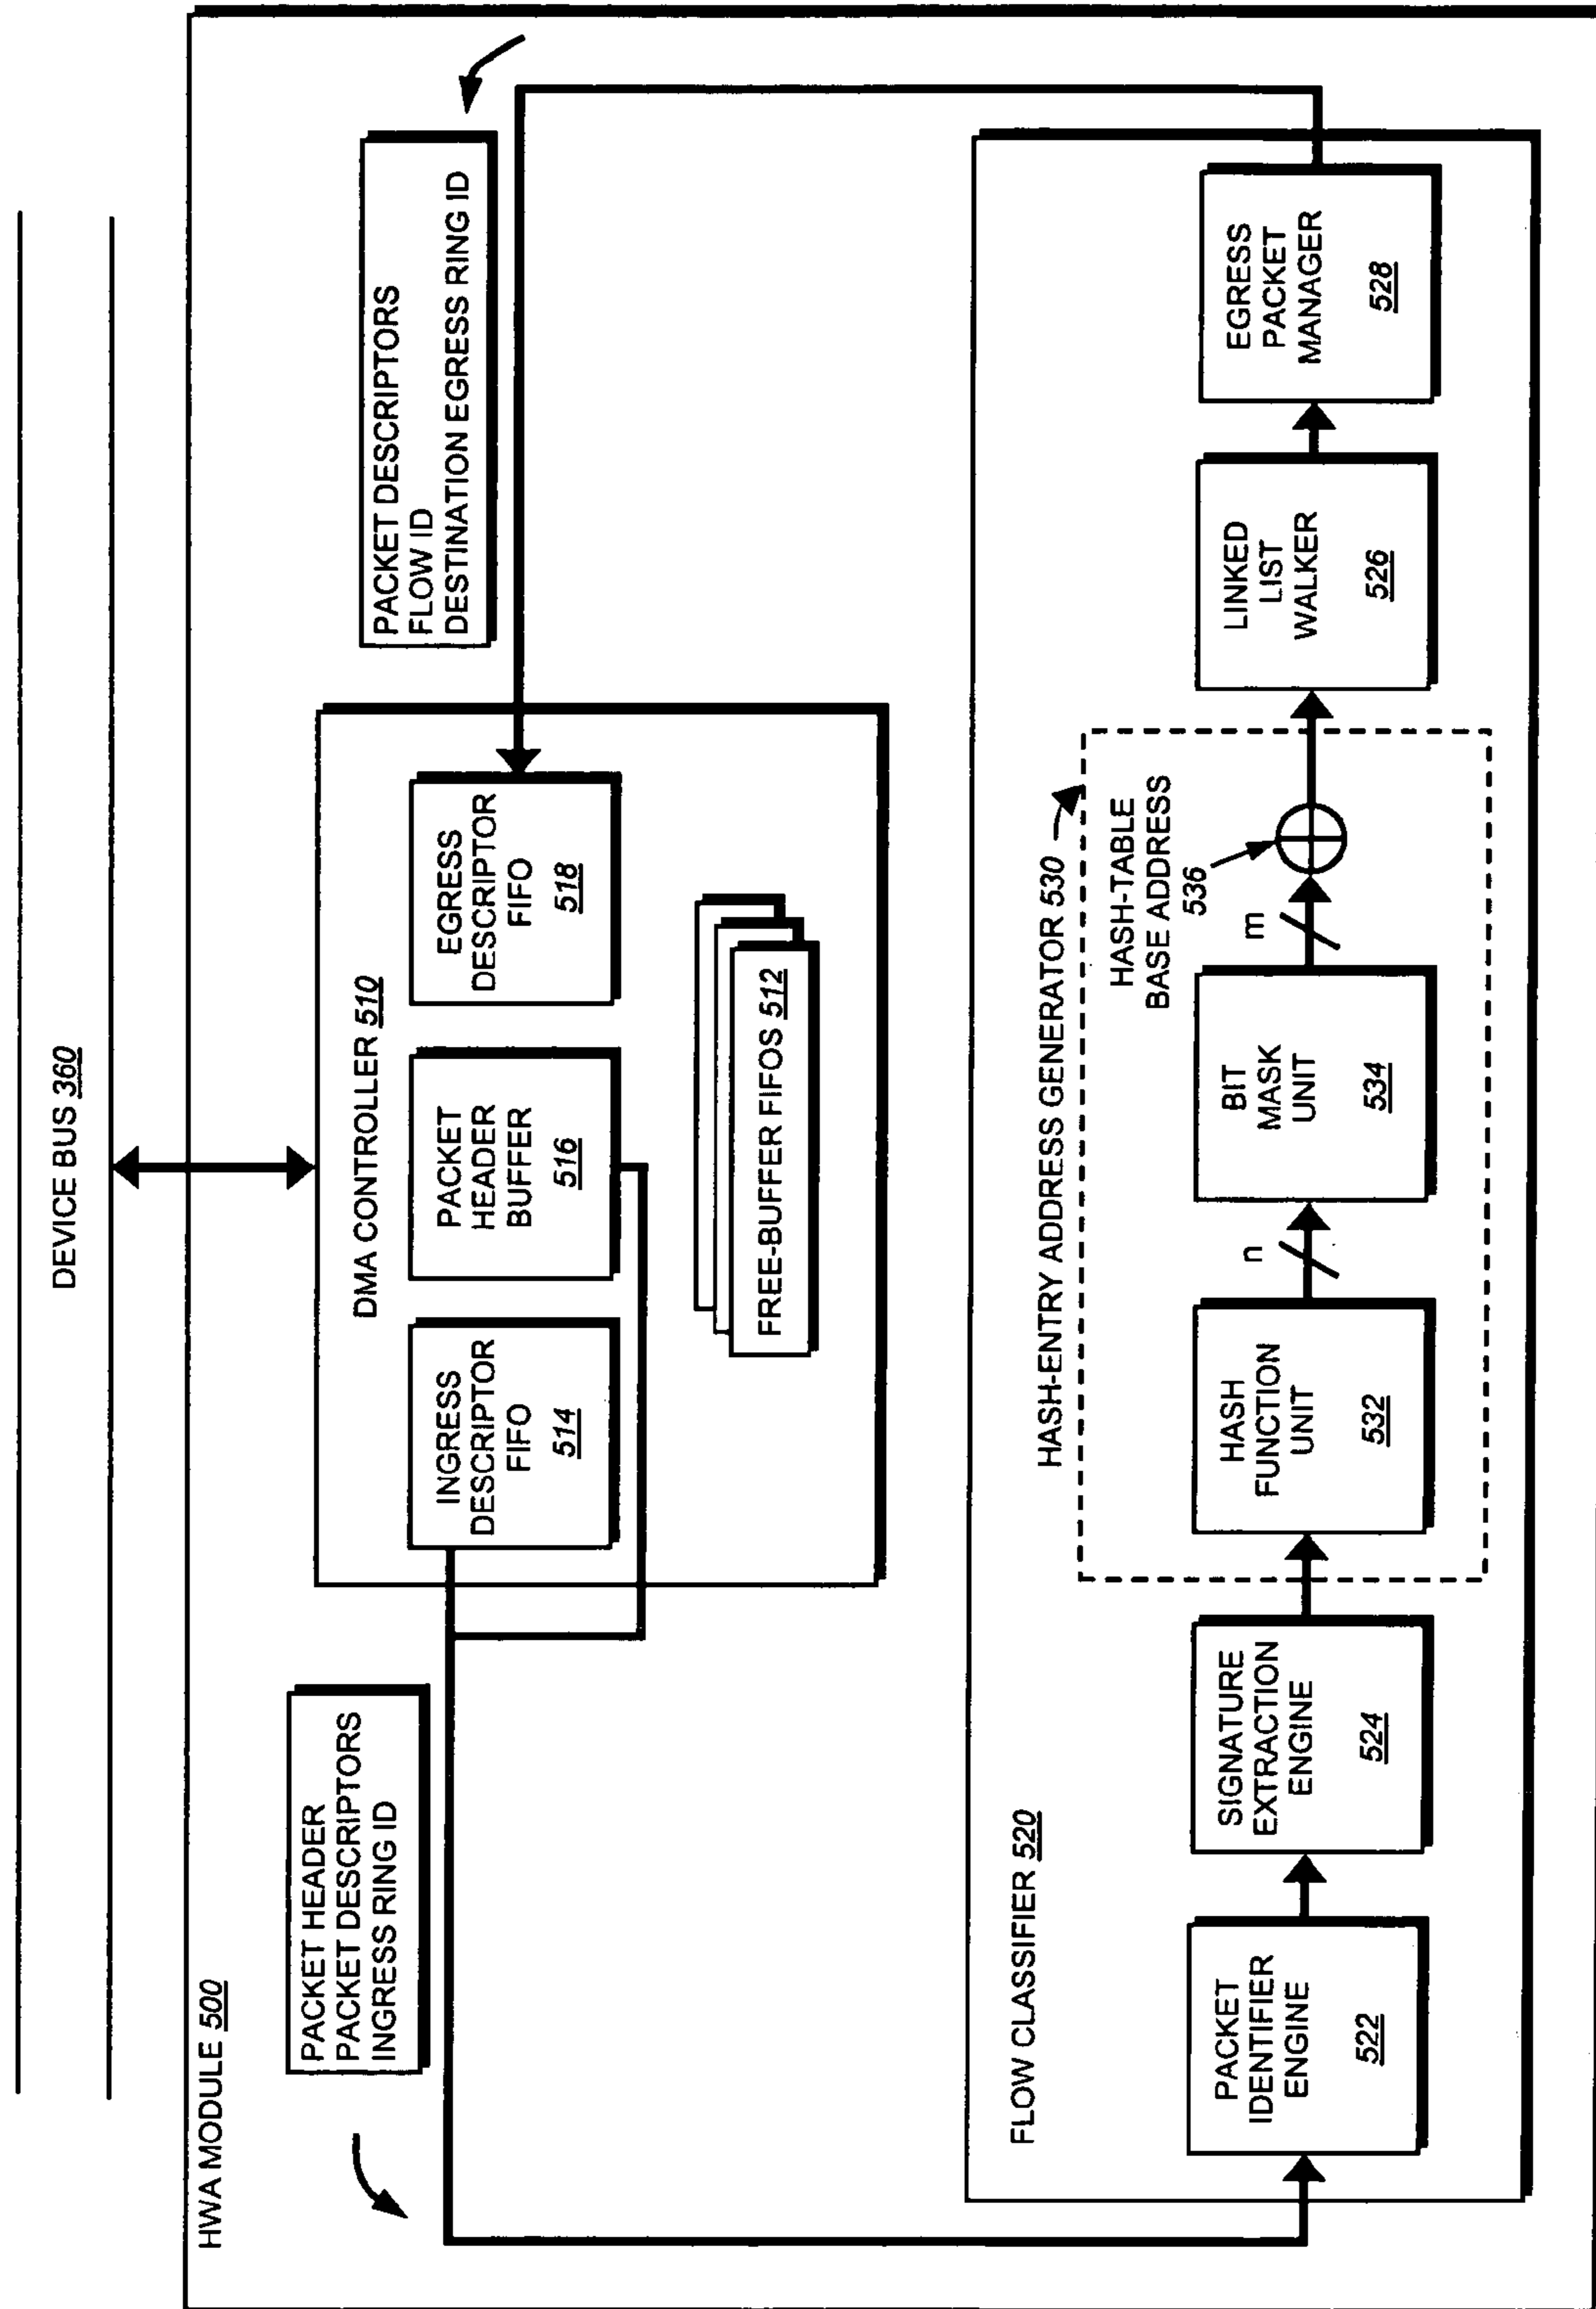 DEVICE BUS 360
HWA MODULE 500
PACKET HEADER
PACKET DESCRIPTORS
INGRESS RING ID
DMA CONTROLLER 510
INGRESS
DESCRIPTOR
FIFO
514
PACKET
HEADER
BUFFER
516
EGRESS
DESCRIPTOR
FIFO
518
FREE-BUFFER FIFOS 512
PACKET DESCRIPTORS
FLOW ID
DESTINATION EGRESS RING ID
FLOW CLASSIFIER 520
PACKET
IDENTIFIER
ENGINE
522
SIGNATURE
EXTRACTION
ENGINE
524
HASH-ENTRY ADDRESS GENERATOR 530
HASH
FUNCTION
UNIT
532
n
BIT
MASK
UNIT
534
m
HASH-TABLE
BASE ADDRESS
536
LINKED
LIST
WALKER
526
EGRESS
PACKET
MANAGER
528